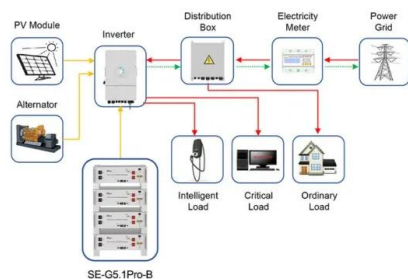 PV Module
Inverter
Distribution
Box
Electricity
Meter
Power
Grid
Alternator
Intelligent
Load
Critical
Load
Ordinary
Load
SE-G5.1Pro-B